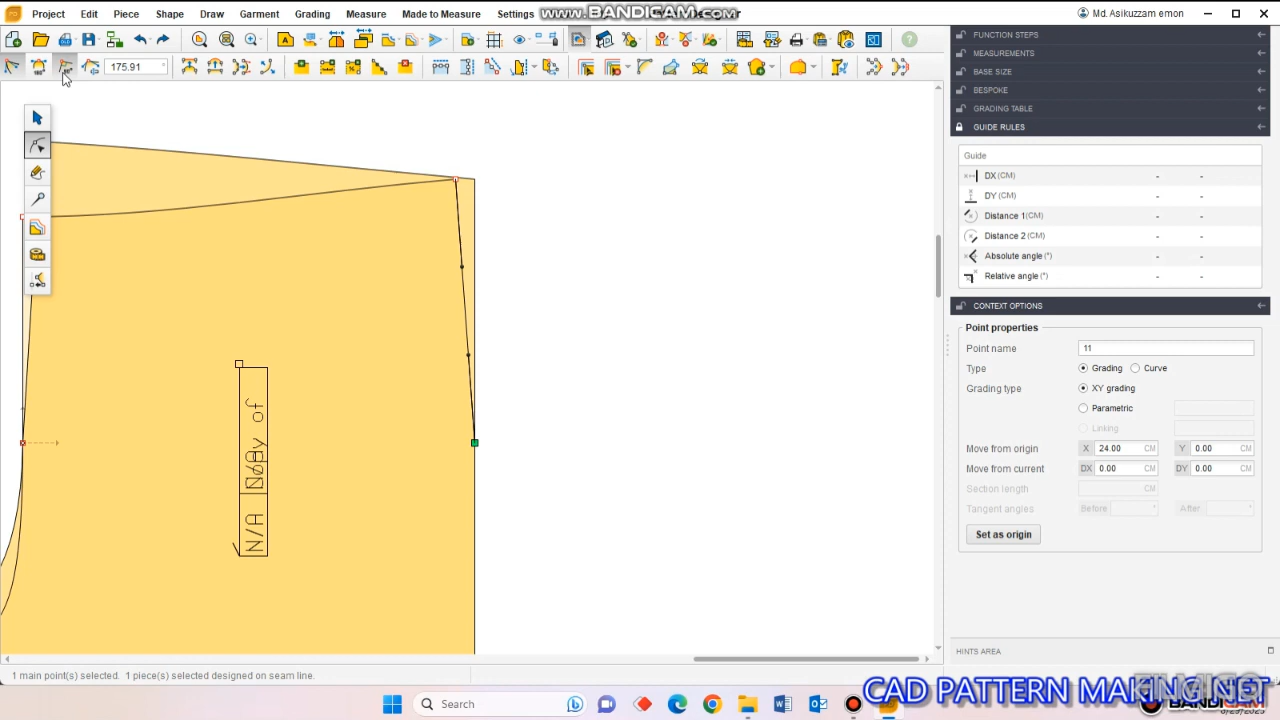 Project Edit Piece Shape Draw Garment Grading Measure Made to Measure Settings
WWW.BANDICAM.COM
Md. Asikuzzam emon
175.91 °
FUNCTION STEPS
MEASUREMENTS
BASE SIZE
BESPOKE
GRADING TABLE
GUIDE RULES
Guide
DX (CM) - -
DY (CM) - -
Distance 1(CM) - -
Distance 2 (CM) - -
Absolute angle (°) - -
Relative angle (°) - -
CONTEXT OPTIONS
Point properties
Point name 11
Type Grading Curve
Grading type XY grading
Parametric
Linking
Move from origin X 24.00 CM Y 0.00 CM
Move from current DX 0.00 CM DY 0.00 CM
Section length CM
Tangent angles Before ° After °
Set as origin
N/A
of
HINTS AREA
1 main point(s) selected. 1 piece(s) selected designed on seam line.
Search
CAD PATTERN MAKING.NET
BANDICAM
8/29/2023